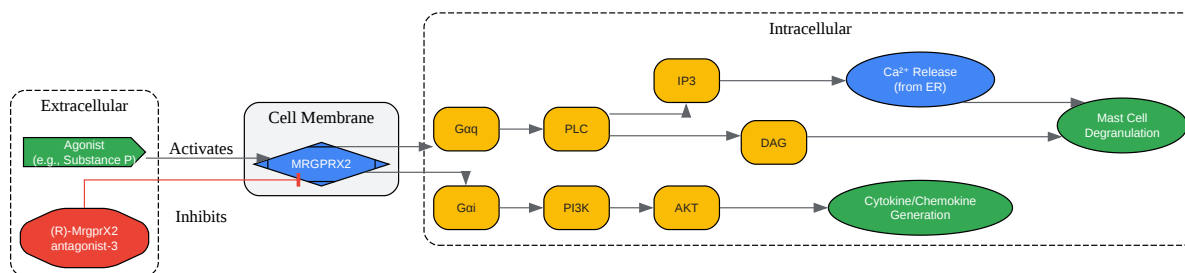 Intracellular
Extracellular
Cell Membrane
Agonist
(e.g., Substance P)
Activates
MRGPRX2
(R)-MrgprX2
antagonist-3
Inhibits
Gαq
PLC
IP3
DAG
Ca²⁺ Release
(from ER)
Mast Cell
Degranulation
Gαi
PI3K
AKT
Cytokine/Chemokine
Generation